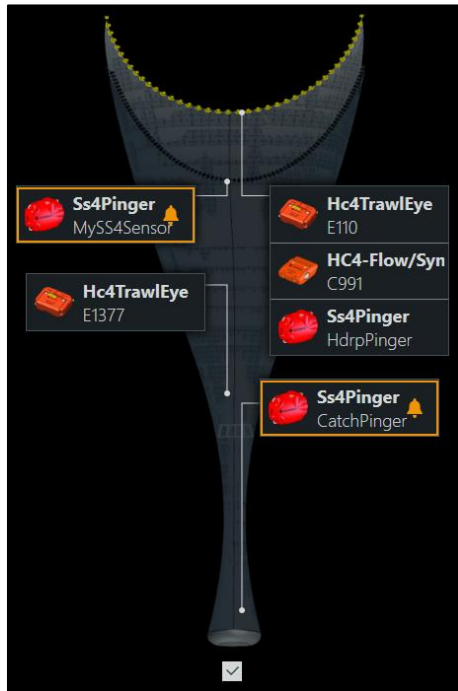 Ss4Pinger
MySS4Sensor
Hc4TrawlEye
E110
HC4-Flow/Syn
C991
Ss4Pinger
HdrpPinger
Hc4TrawlEye
E1377
Ss4Pinger
CatchPinger